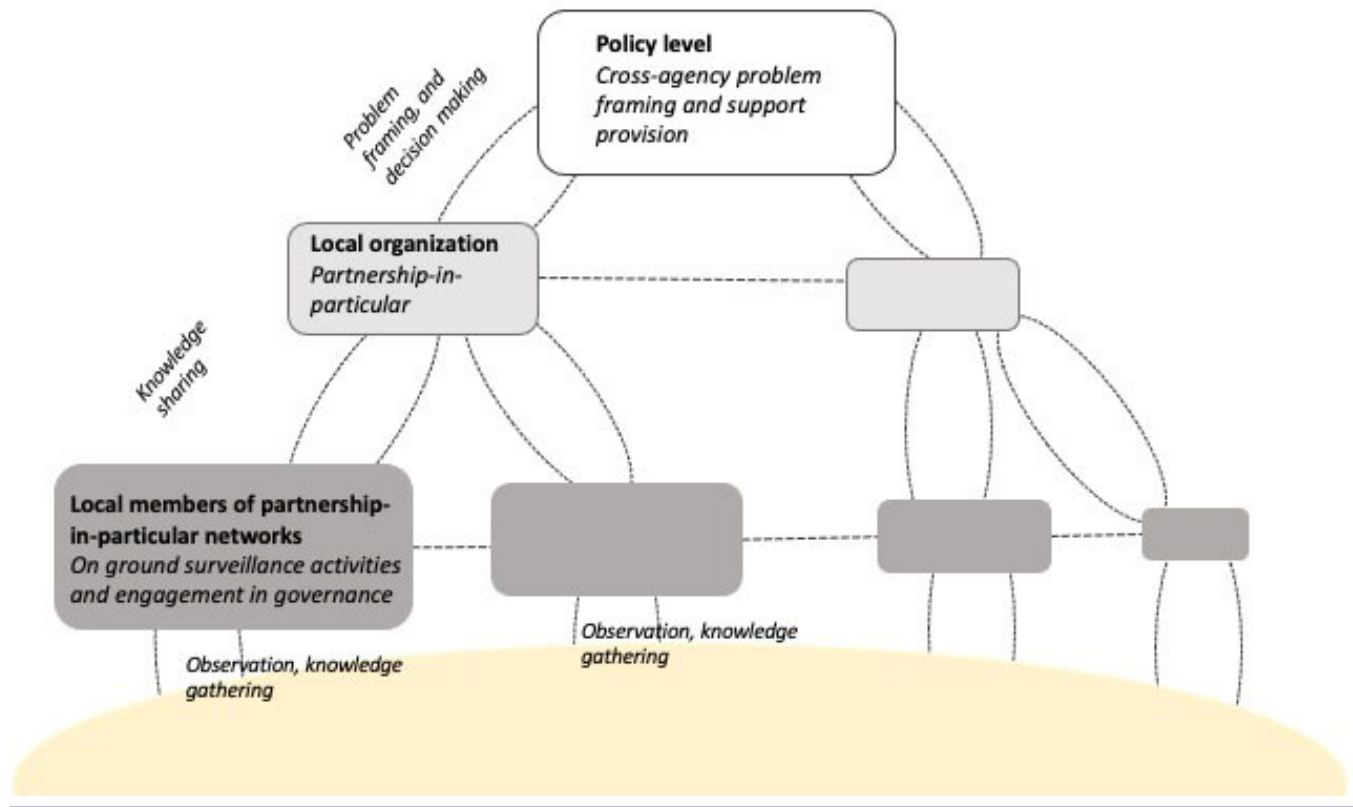 Policy level
Cross-agency problem
framing and support
provision
Problem
framing, and
decision making
Local organization
Partnership-in-
particular
Knowledge
sharing
Local members of partnership-
in-particular networks
On ground surveillance activities
and engagement in governance
Observation, knowledge
gathering
Observation, knowledge
gathering